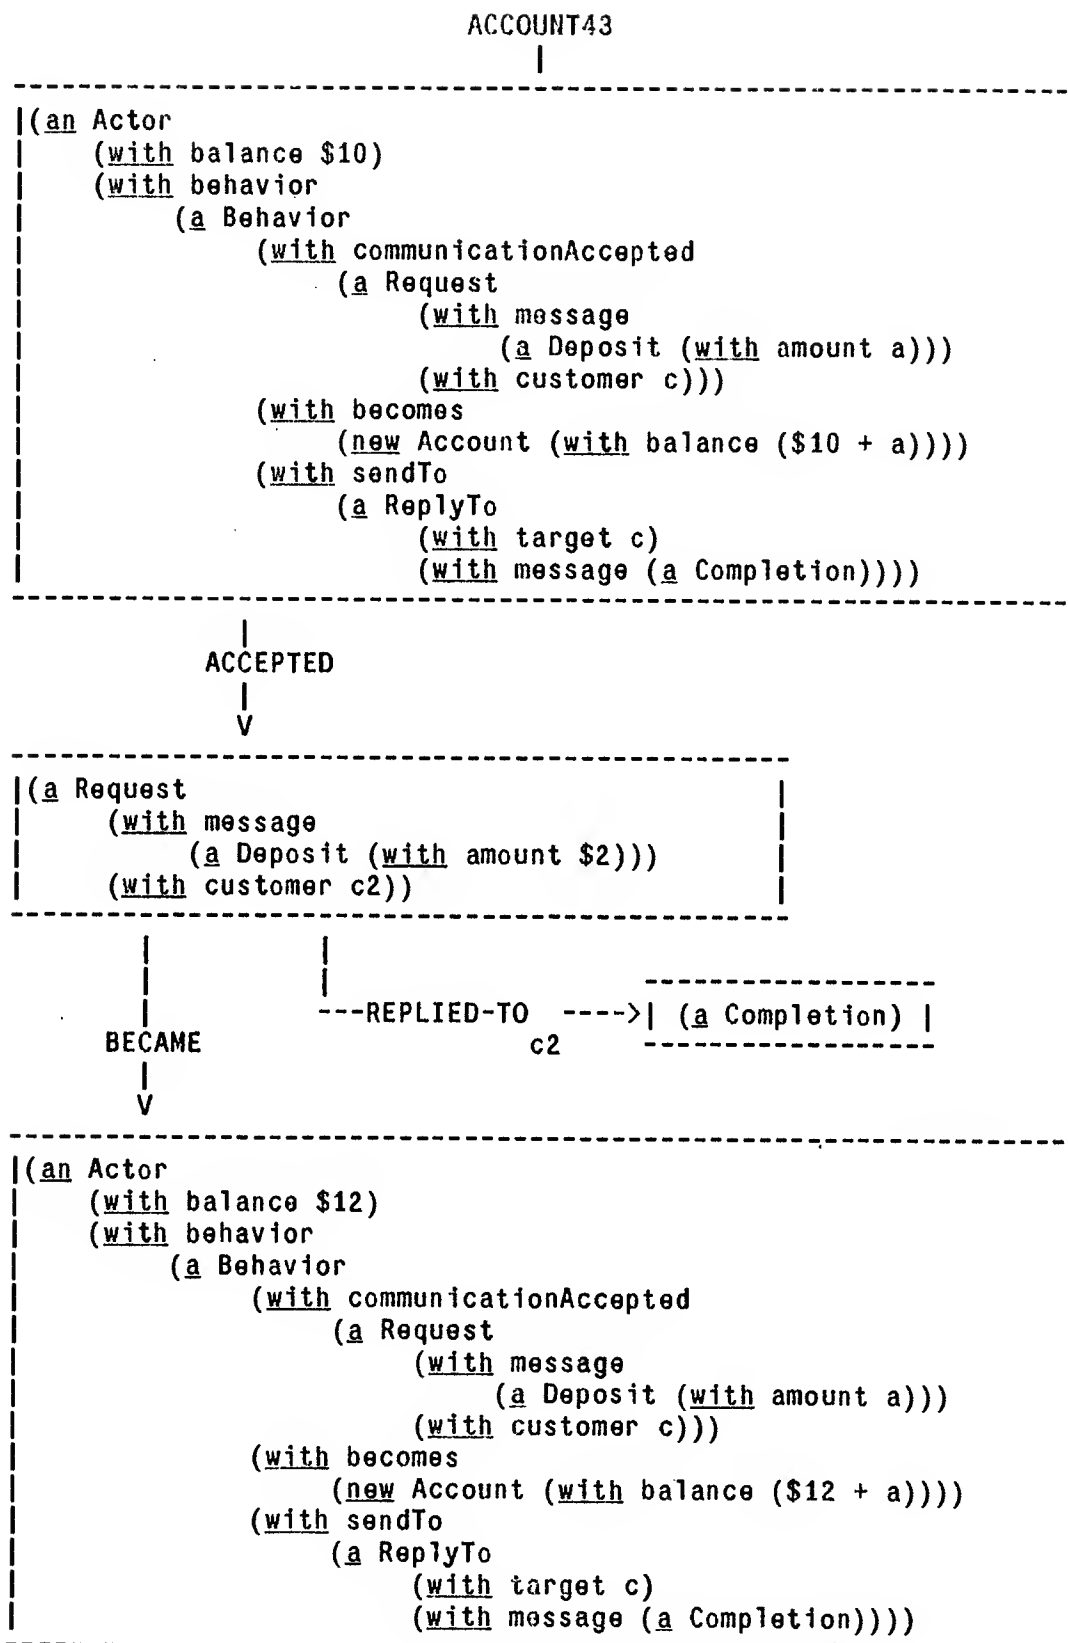 ACCOUNT43
|
----------------------------------------------------------------
|(an Actor
|    (with balance $10)
|    (with behavior
|         (a Behavior
|              (with communicationAccepted
|                   (a Request
|                        (with message
|                             (a Deposit (with amount a)))
|                        (with customer c)))
|              (with becomes
|                   (new Account (with balance ($10 + a))))
|              (with sendTo
|                   (a ReplyTo
|                        (with target c)
|                        (with message (a Completion))))
----------------------------------------------------------------
|
ACCEPTED
|
V
-----------------------------------------------
|(a Request                                    |
|     (with message                            |
|          (a Deposit (with amount $2)))       |
|     (with customer c2))                      |
-----------------------------------------------
|          |
|          |          ------------------
|          ---REPLIED-TO  ---->| (a Completion) |
BECAME          c2          ------------------
|
V
----------------------------------------------------------------
|(an Actor
|    (with balance $12)
|    (with behavior
|         (a Behavior
|              (with communicationAccepted
|                   (a Request
|                        (with message
|                             (a Deposit (with amount a)))
|                        (with customer c)))
|              (with becomes
|                   (new Account (with balance ($12 + a))))
|              (with sendTo
|                   (a ReplyTo
|                        (with target c)
|                        (with message (a Completion))))